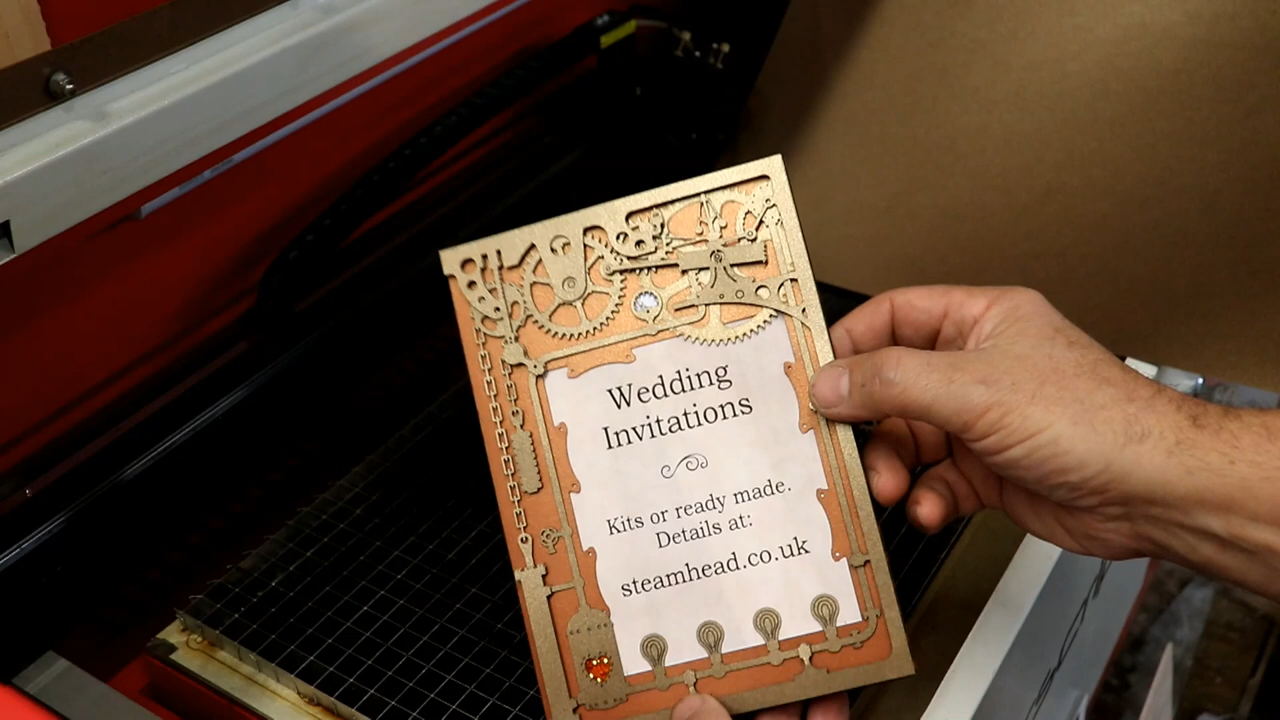 Wedding
Invitations
Kits or ready made.
Details at:
steamhead.co.uk